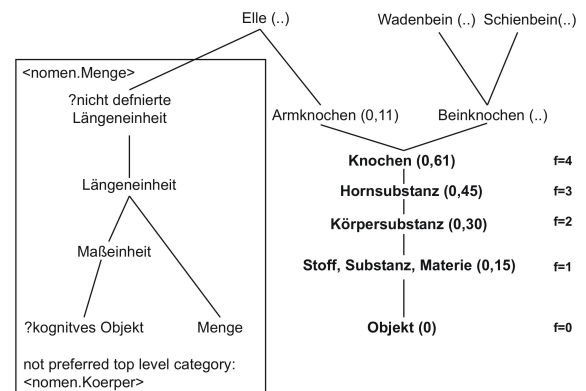 Elle (..)
Wadenbein (..) Schienbein(..)
<nomen.Menge>
?nicht defnierte
Längeneinheit
Armknochen (0,11)
Beinknochen (..)
Knochen (0,61) f=4
Längeneinheit
Hornsubstanz (0,45) f=3
Körpersubstanz (0,30) f=2
Maßeinheit
Stoff, Substanz, Materie (0,15) f=1
?kognitves Objekt Menge
Objekt (0) f=0
not preferred top level category:
<nomen.Koerper>